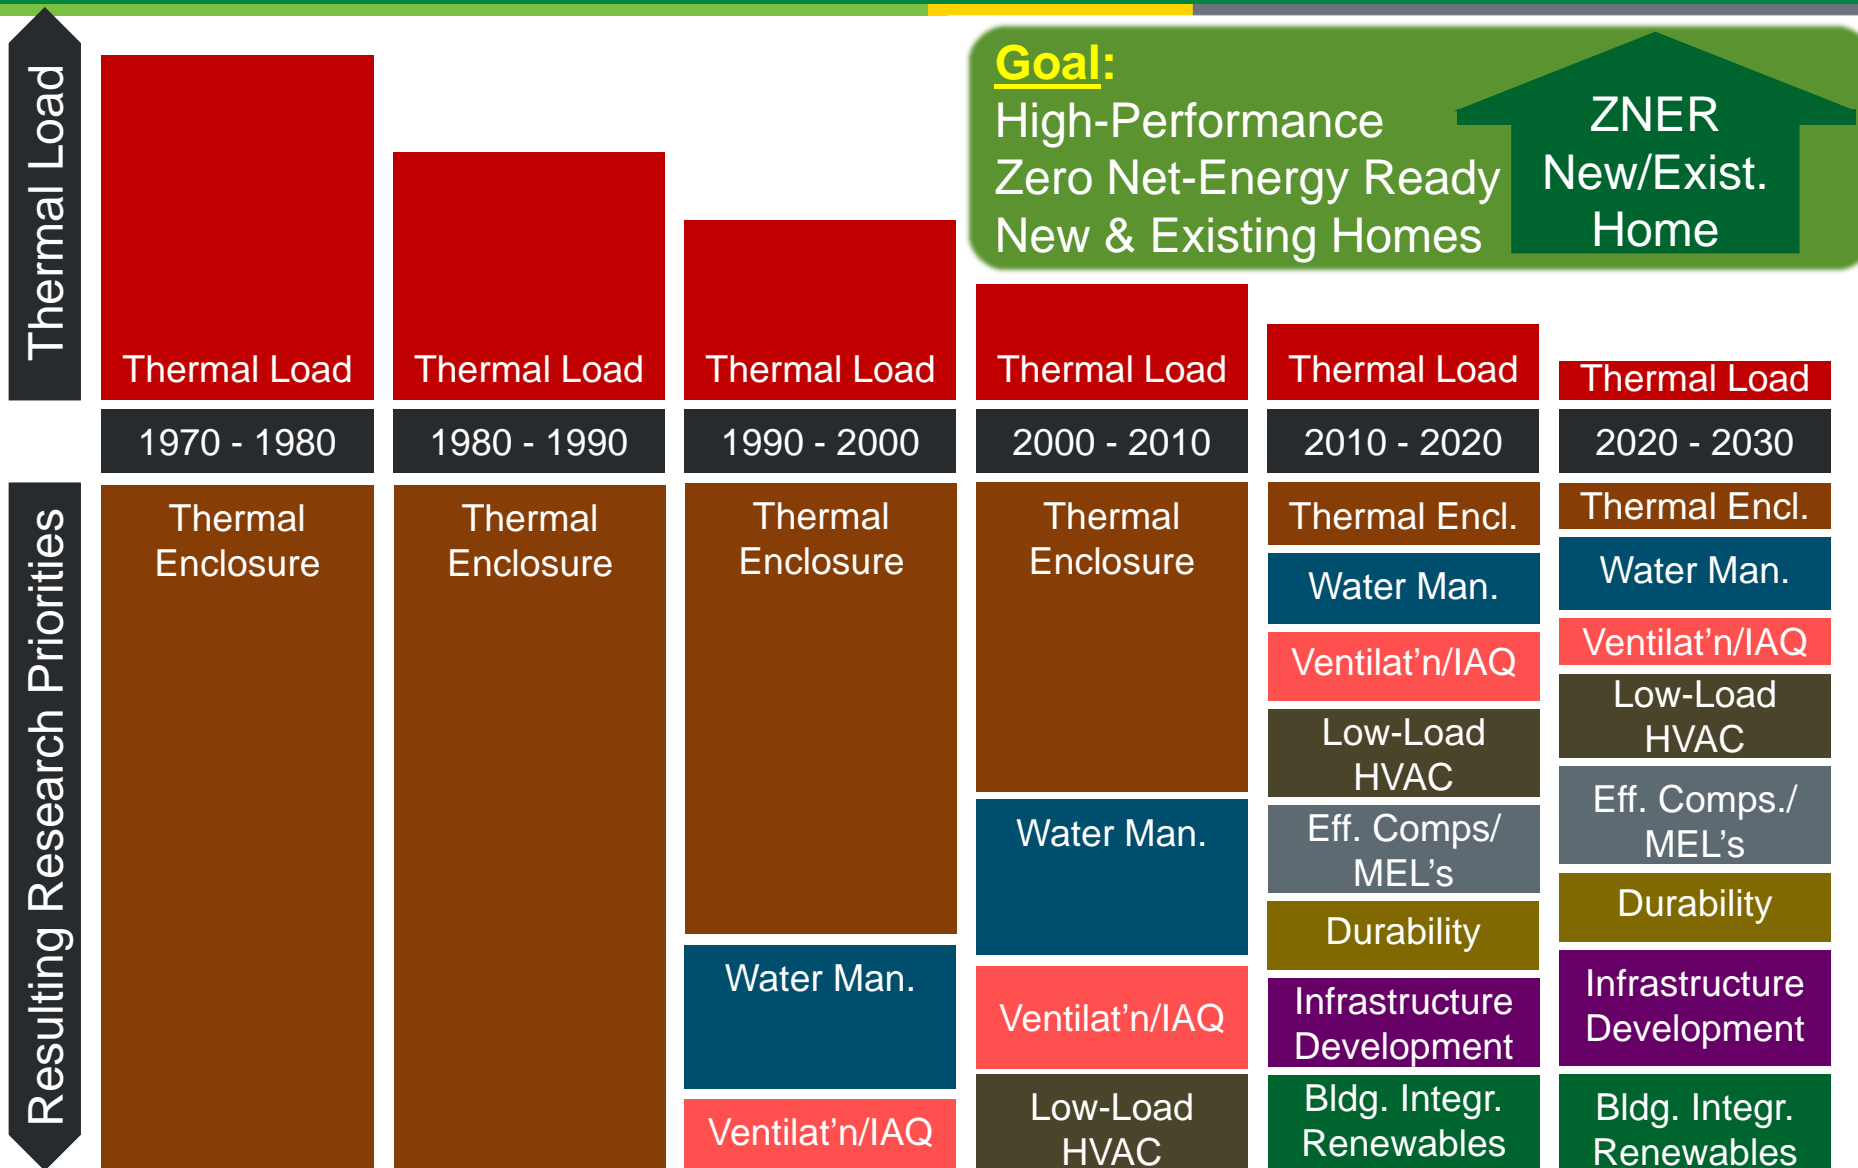 Thermal Load
Goal:
High-Performance
Zero Net-Energy Ready
New & Existing Homes
ZNER
New/Exist.
Home
Thermal Load
Thermal Load
Thermal Load
Thermal Load
Thermal Load
Thermal Load
1970 - 1980
1980 - 1990
1990 - 2000
2000 - 2010
2010 - 2020
2020 - 2030
Resulting Research Priorities
Thermal
Enclosure
Thermal
Enclosure
Thermal
Enclosure
Water Man.
Ventilat’n/IAQ
Thermal
Enclosure
Water Man.
Ventilat’n/IAQ
Low-Load
HVAC
Thermal Encl.
Water Man.
Ventilat’n/IAQ
Low-Load
HVAC
Eff. Comps/
MEL’s
Durability
Infrastructure
Development
Bldg. Integr.
Renewables
Thermal Encl.
Water Man.
Ventilat’n/IAQ
Low-Load
HVAC
Eff. Comps./
MEL’s
Durability
Infrastructure
Development
Bldg. Integr.
Renewables